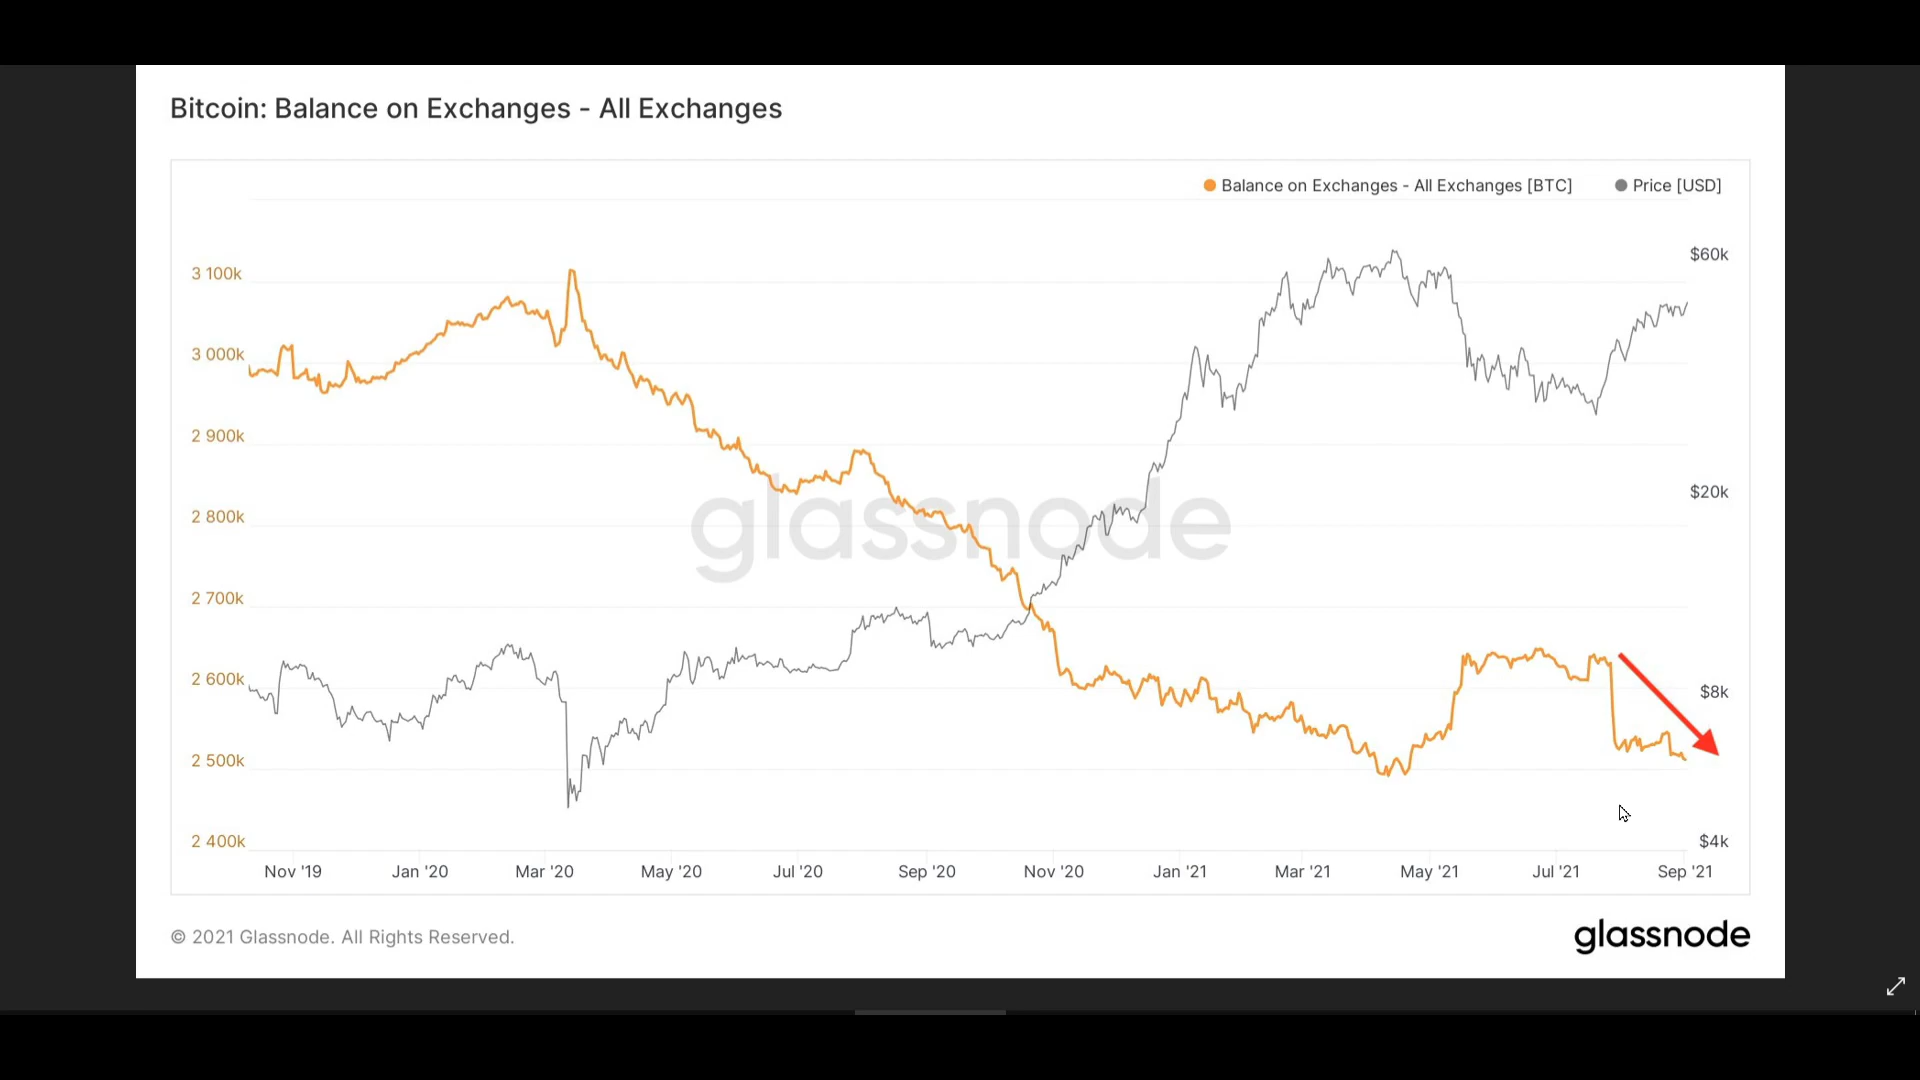 Bitcoin: Balance on Exchanges - All Exchanges
Balance on Exchanges - All Exchanges [BTC] Price [USD]
$60k
3 100k
3 000k
2 900k
$20k
2 800k
glassnode
2 700k
2 600k
$8k
2 500k
2 400k
$4k
Nov '19 Jan '20 Mar '20 May '20 Jul '20 Sep '20 Nov '20 Jan '21 Mar '21 May '21 Jul '21 Sep '21
© 2021 Glassnode. All Rights Reserved.
glassnode